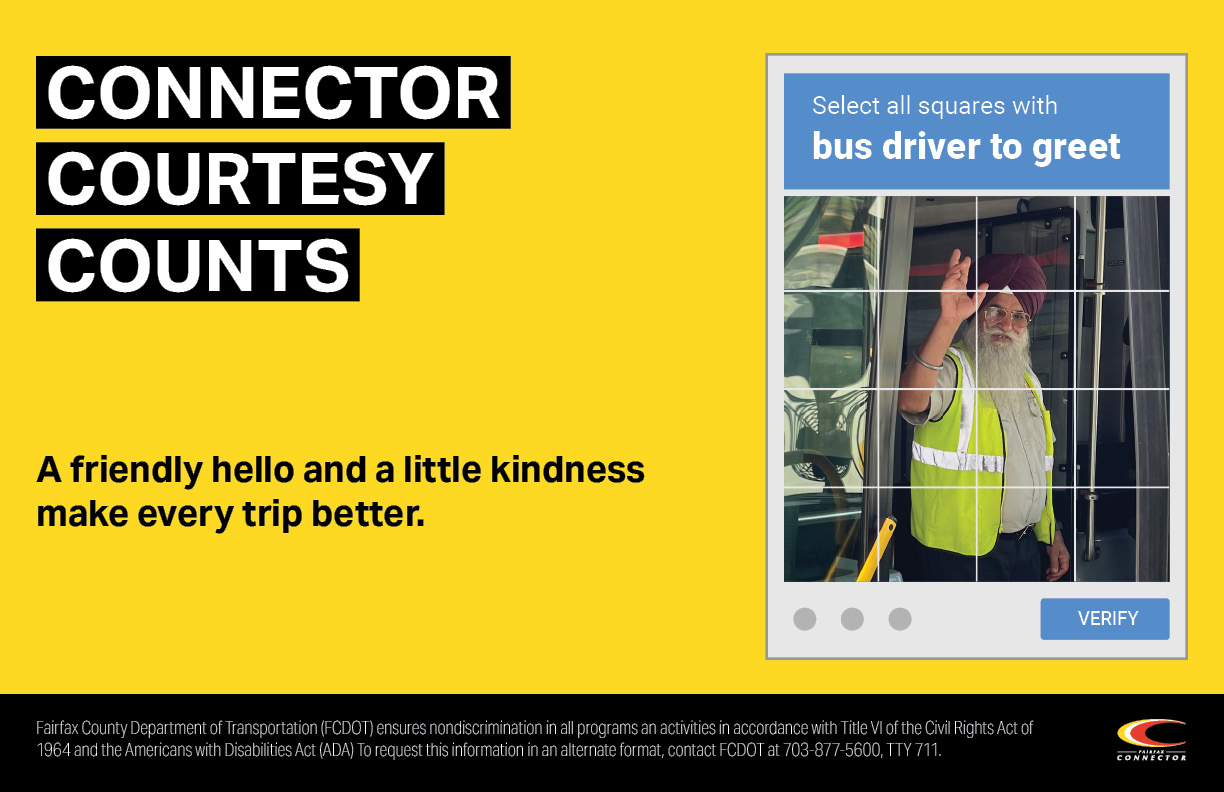 CONNECTOR
COURTESY
COUNTS
A friendly hello and a little kindness
make every trip better.
Select all squares with
bus driver to greet
VERIFY
Fairfax County Department of Transportation (FCDOT) ensures nondiscrimination in all programs an activities in accordance with Title VI of the Civil Rights Act of
1964 and the Americans with Disabilities Act (ADA) To request this information in an alternate format, contact FCDOT at 703-877-5600, TTY 711.
FAIRFAX
CONNECTOR